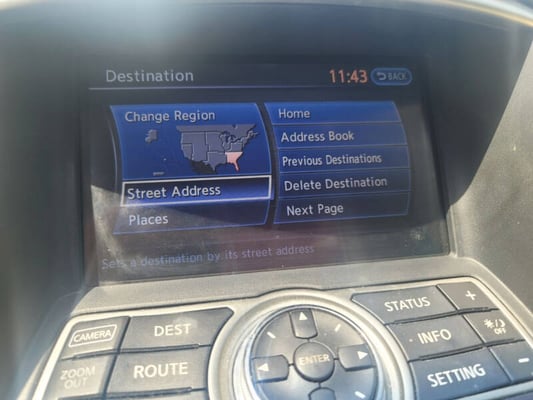 Destination
11:43
BACK
Change Region
Street Address
Places
Home
Address Book
Previous Destinations
Delete Destination
Next Page
Sets a destination by its street address
CAMERA
DEST
ZOOM
OUT
ROUTE
ENTER
STATUS
+
INFO
OFF
SETTING
-